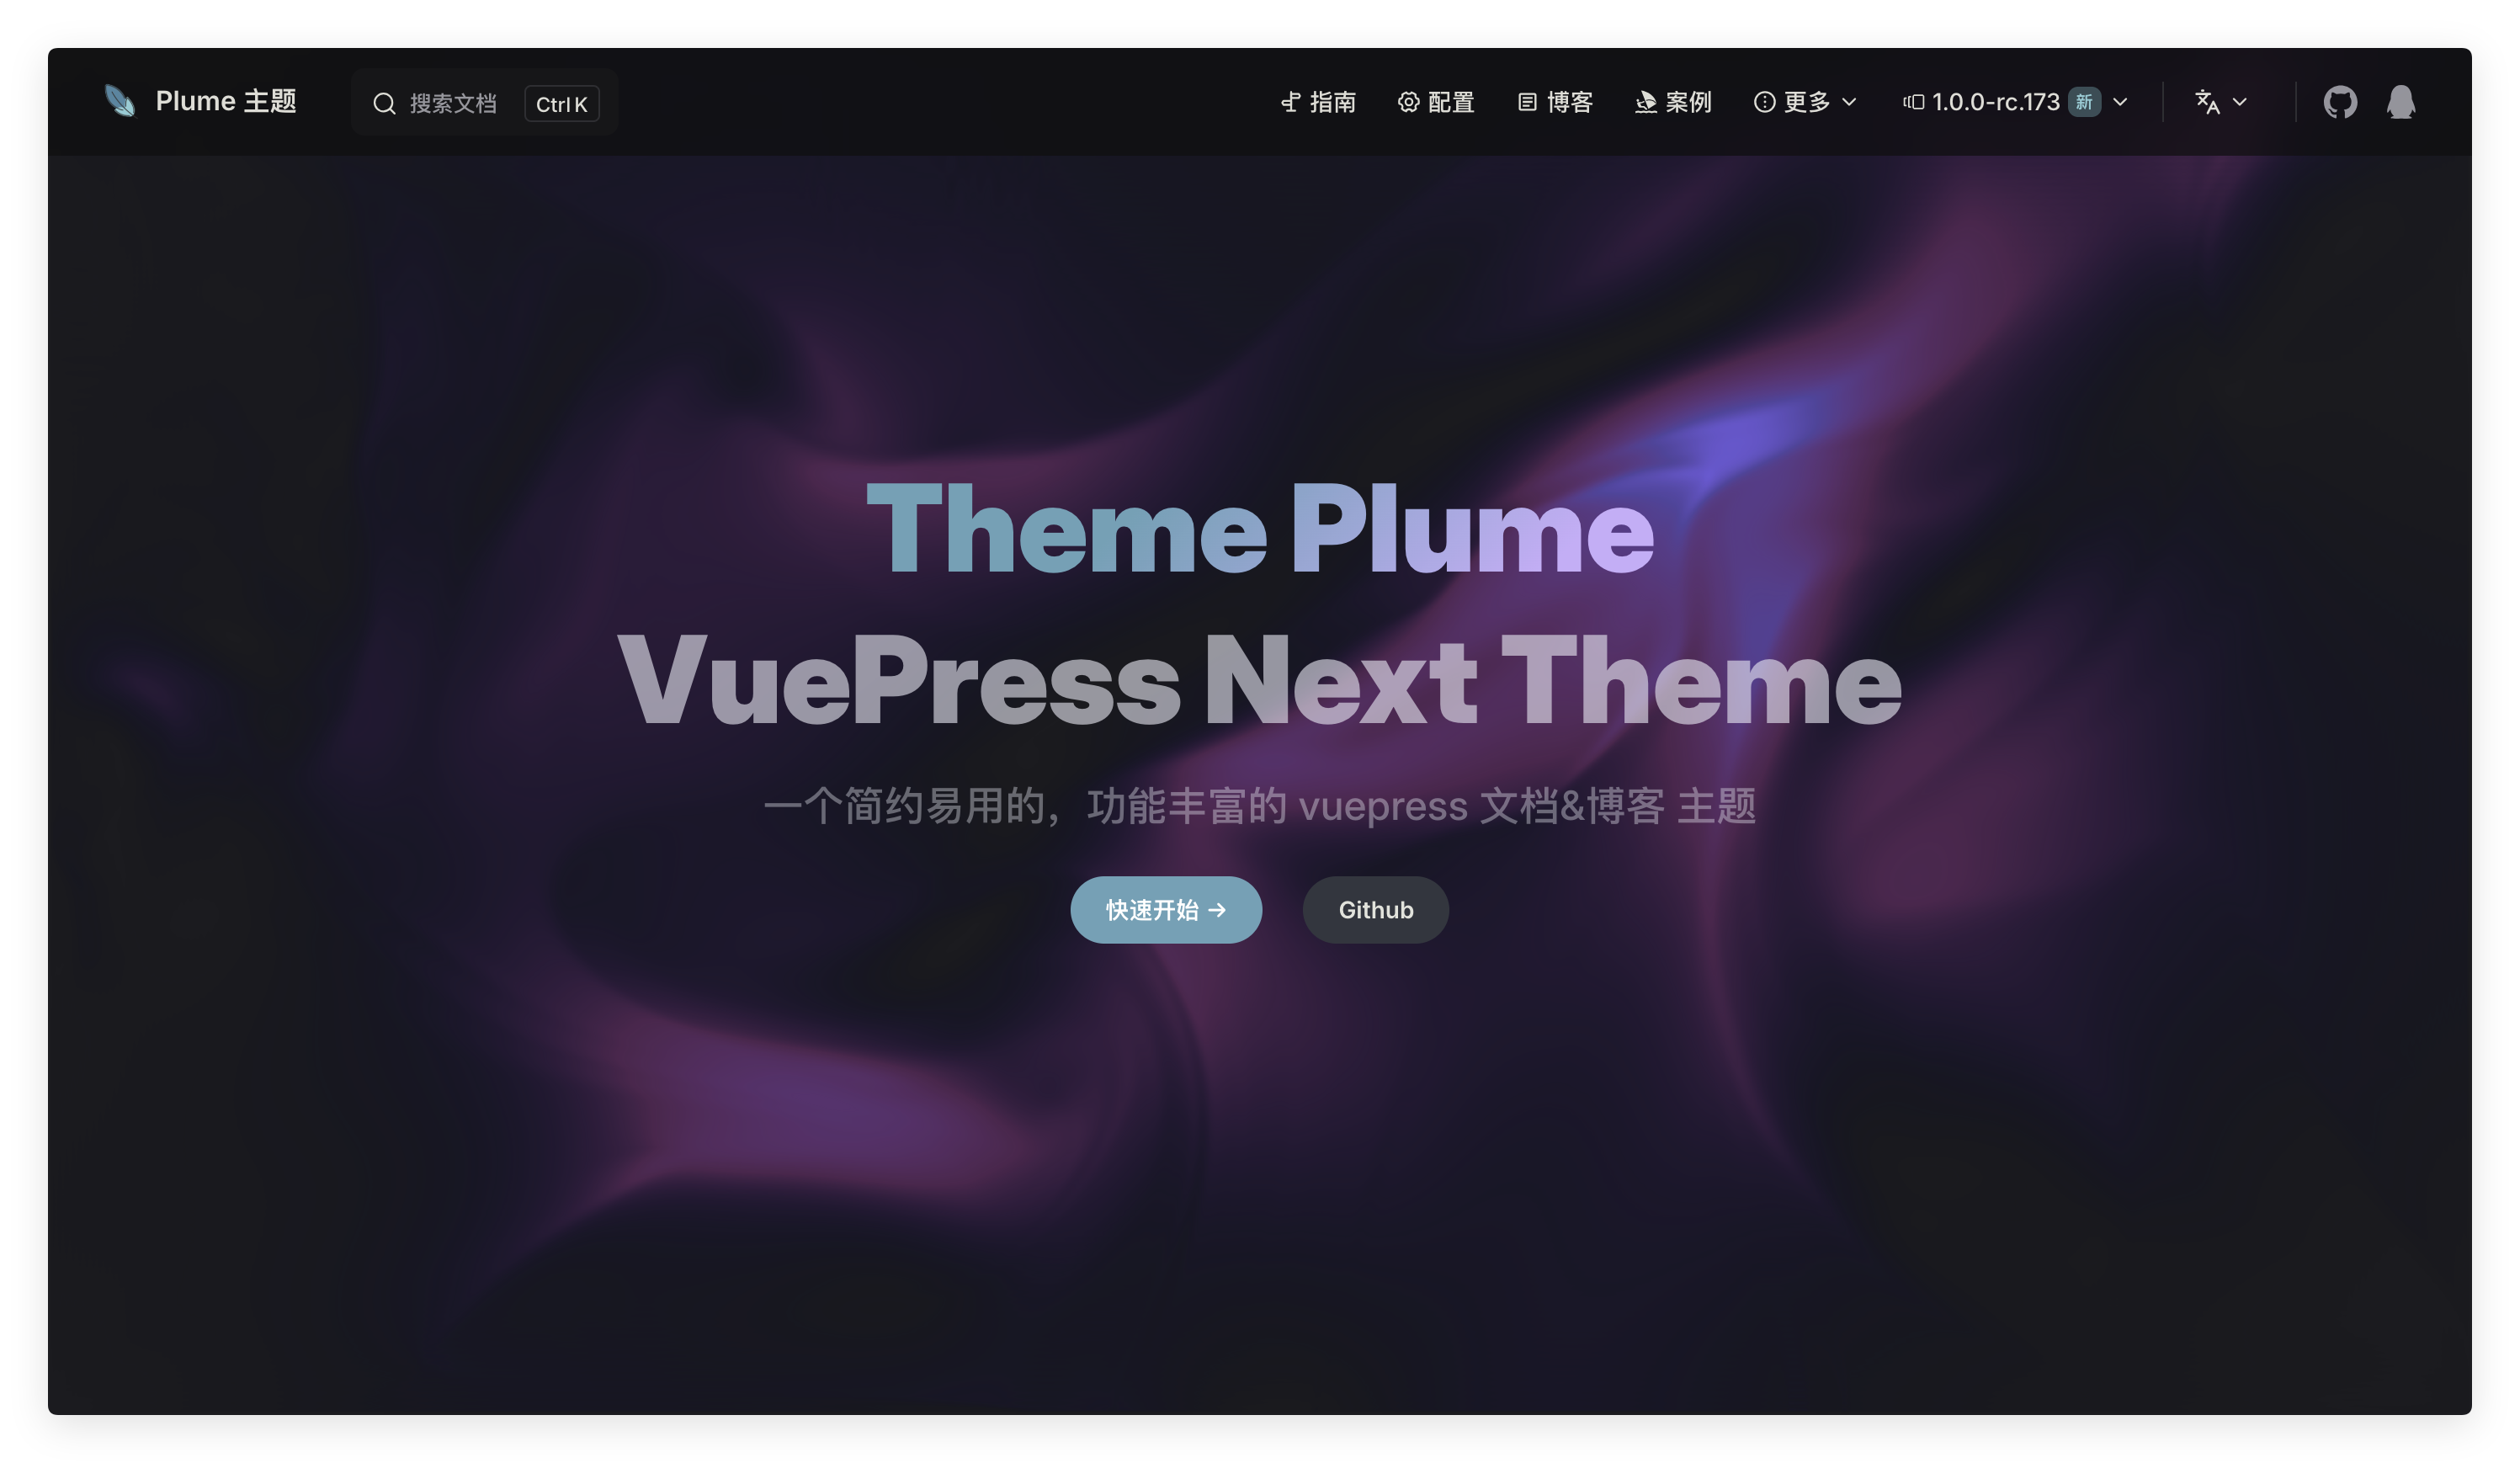 Plume 主题
搜索文档 Ctrl K
指南 配置 博客 案例 更多 1.0.0-rc.173 新
Theme Plume
VuePress Next Theme
一个简约易用的，功能丰富的 vuepress 文档&博客 主题
快速开始 → Github